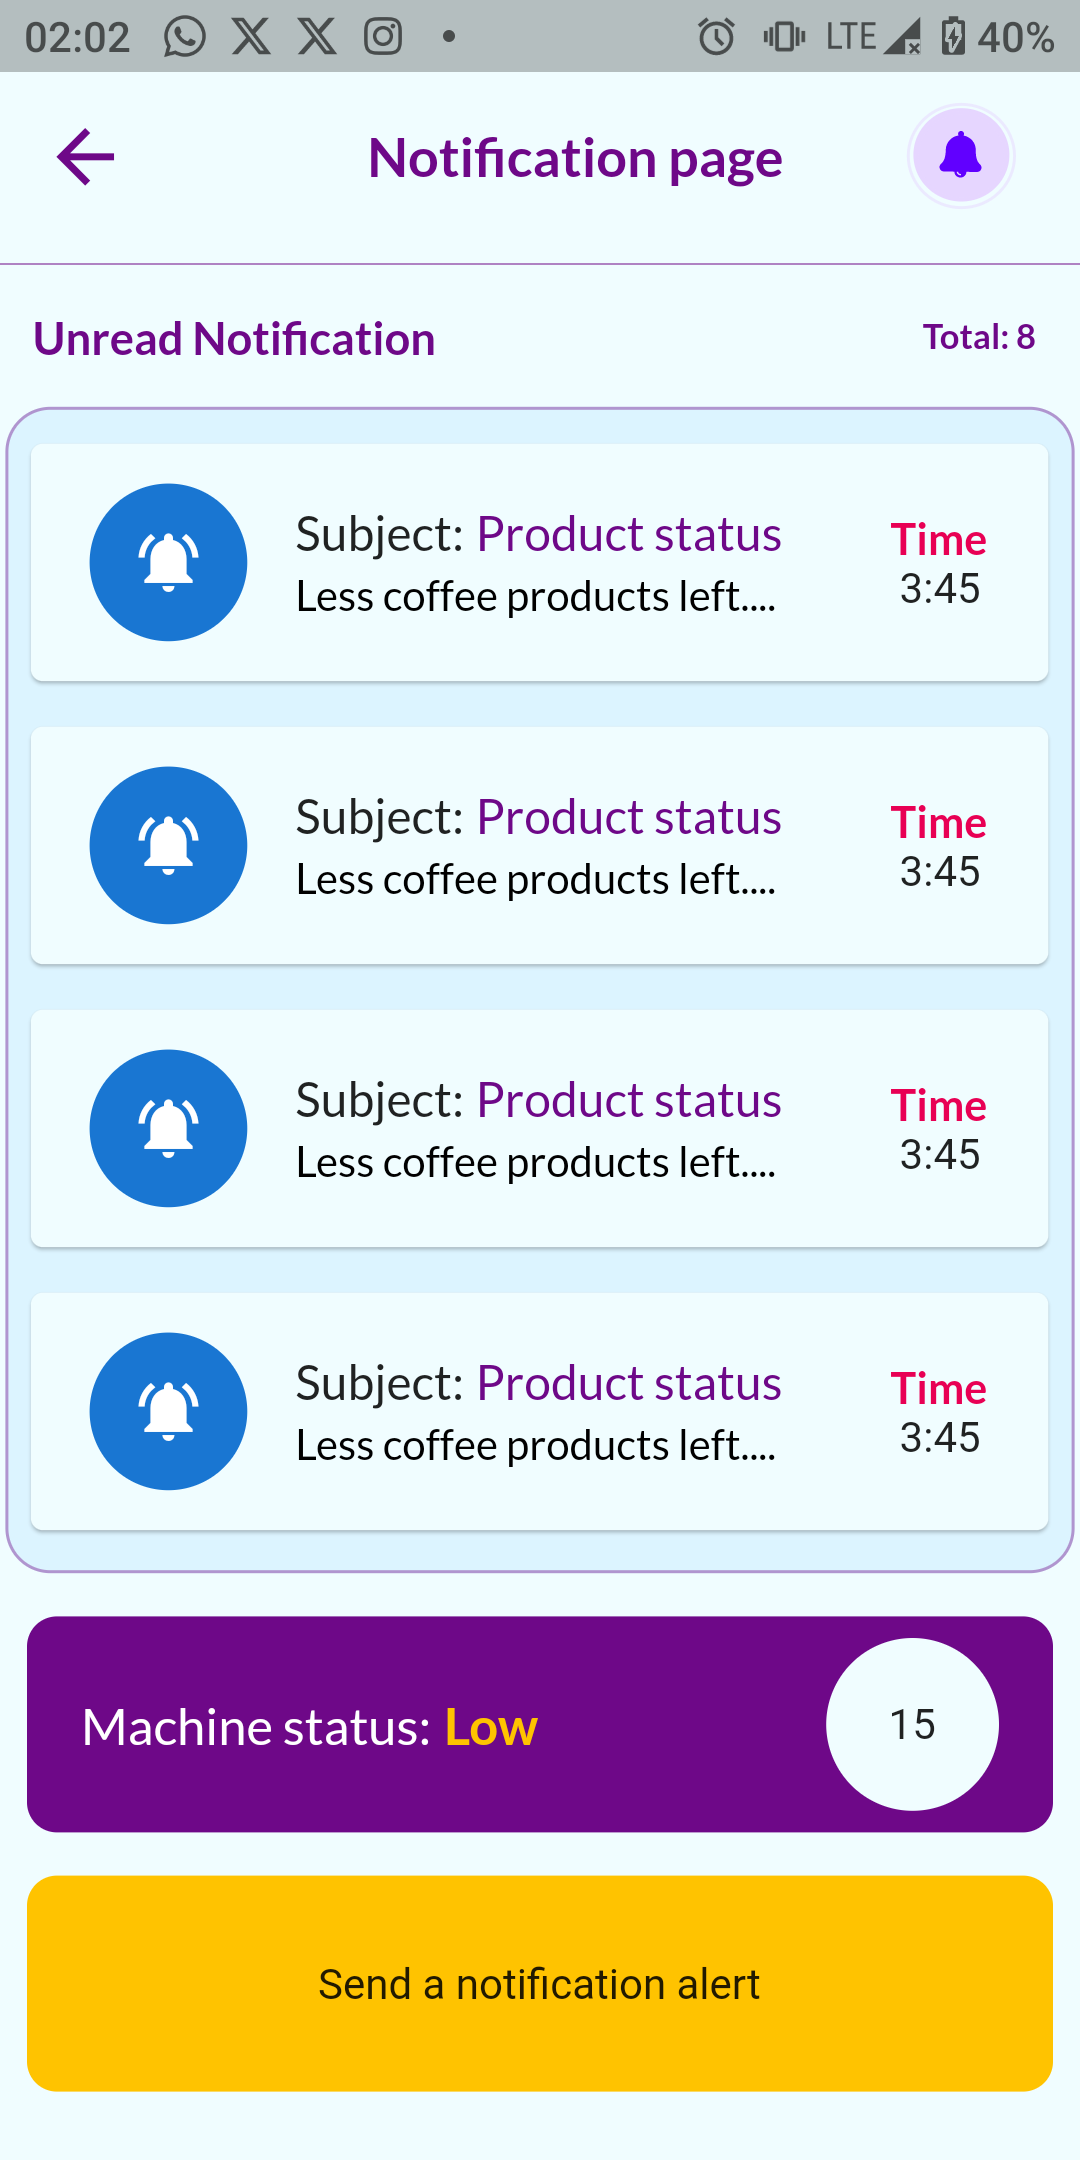 02:02 LTE 40%
Notification page
Unread Notification Total: 8
Subject: Product status
Less coffee products left....
Time
3:45
Subject: Product status
Less coffee products left....
Time
3:45
Subject: Product status
Less coffee products left....
Time
3:45
Subject: Product status
Less coffee products left....
Time
3:45
Machine status: Low 15
Send a notification alert